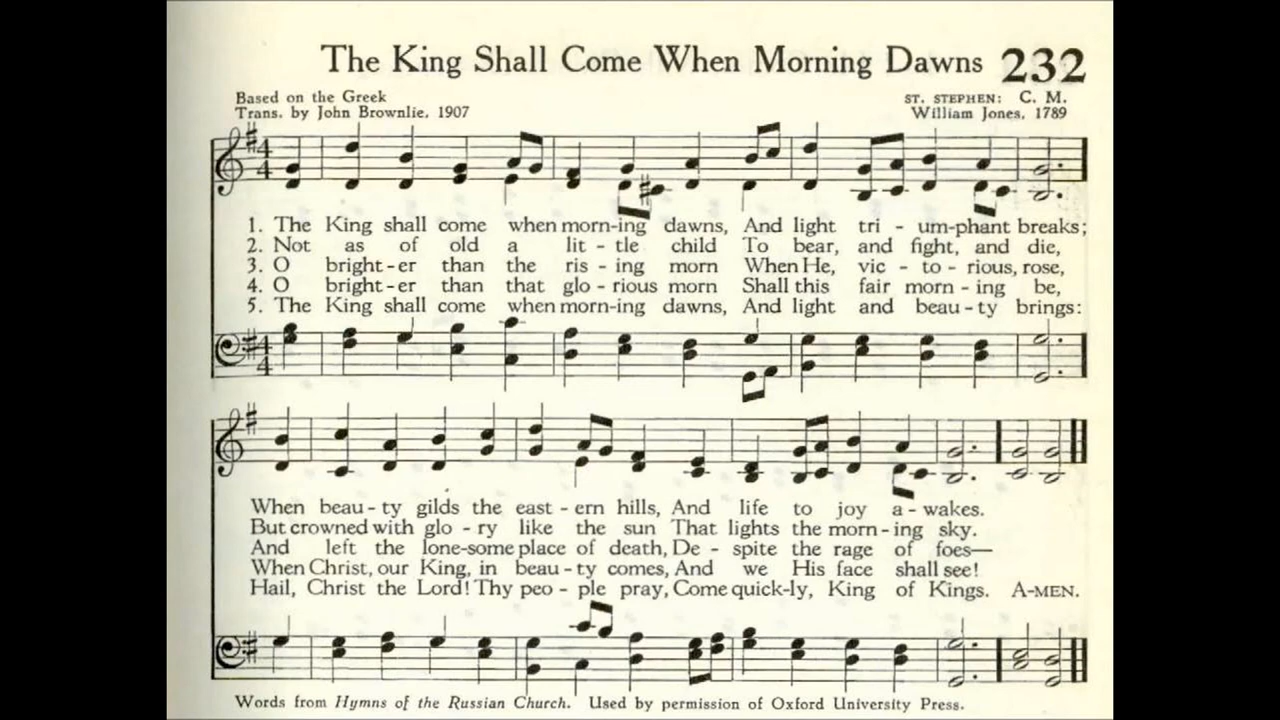 The King Shall Come When Morning Dawns 232
Based on the Greek
Trans. by John Brownlie, 1907
ST. STEPHEN: C. M.
William Jones, 1789
1. The King shall come when morn-ing dawns, And light tri - um-phant breaks;
2. Not as of old a lit - tle child To bear, and fight, and die,
3. O bright-er than the ris - ing morn When He, vic - to - rious, rose,
4. O bright-er than that glo - rious morn Shall this fair morn - ing be,
5. The King shall come when morn-ing dawns, And light and beau - ty brings:
When beau - ty gilds the east - ern hills, And life to joy a - wakes.
But crowned with glo - ry like the sun That lights the morn - ing sky.
And left the lone-some place of death, De - spite the rage of foes—
When Christ, our King, in beau - ty comes, And we His face shall see!
Hail, Christ the Lord! Thy peo - ple pray, Come quick-ly, King of Kings. A-MEN.
Words from Hymns of the Russian Church. Used by permission of Oxford University Press.